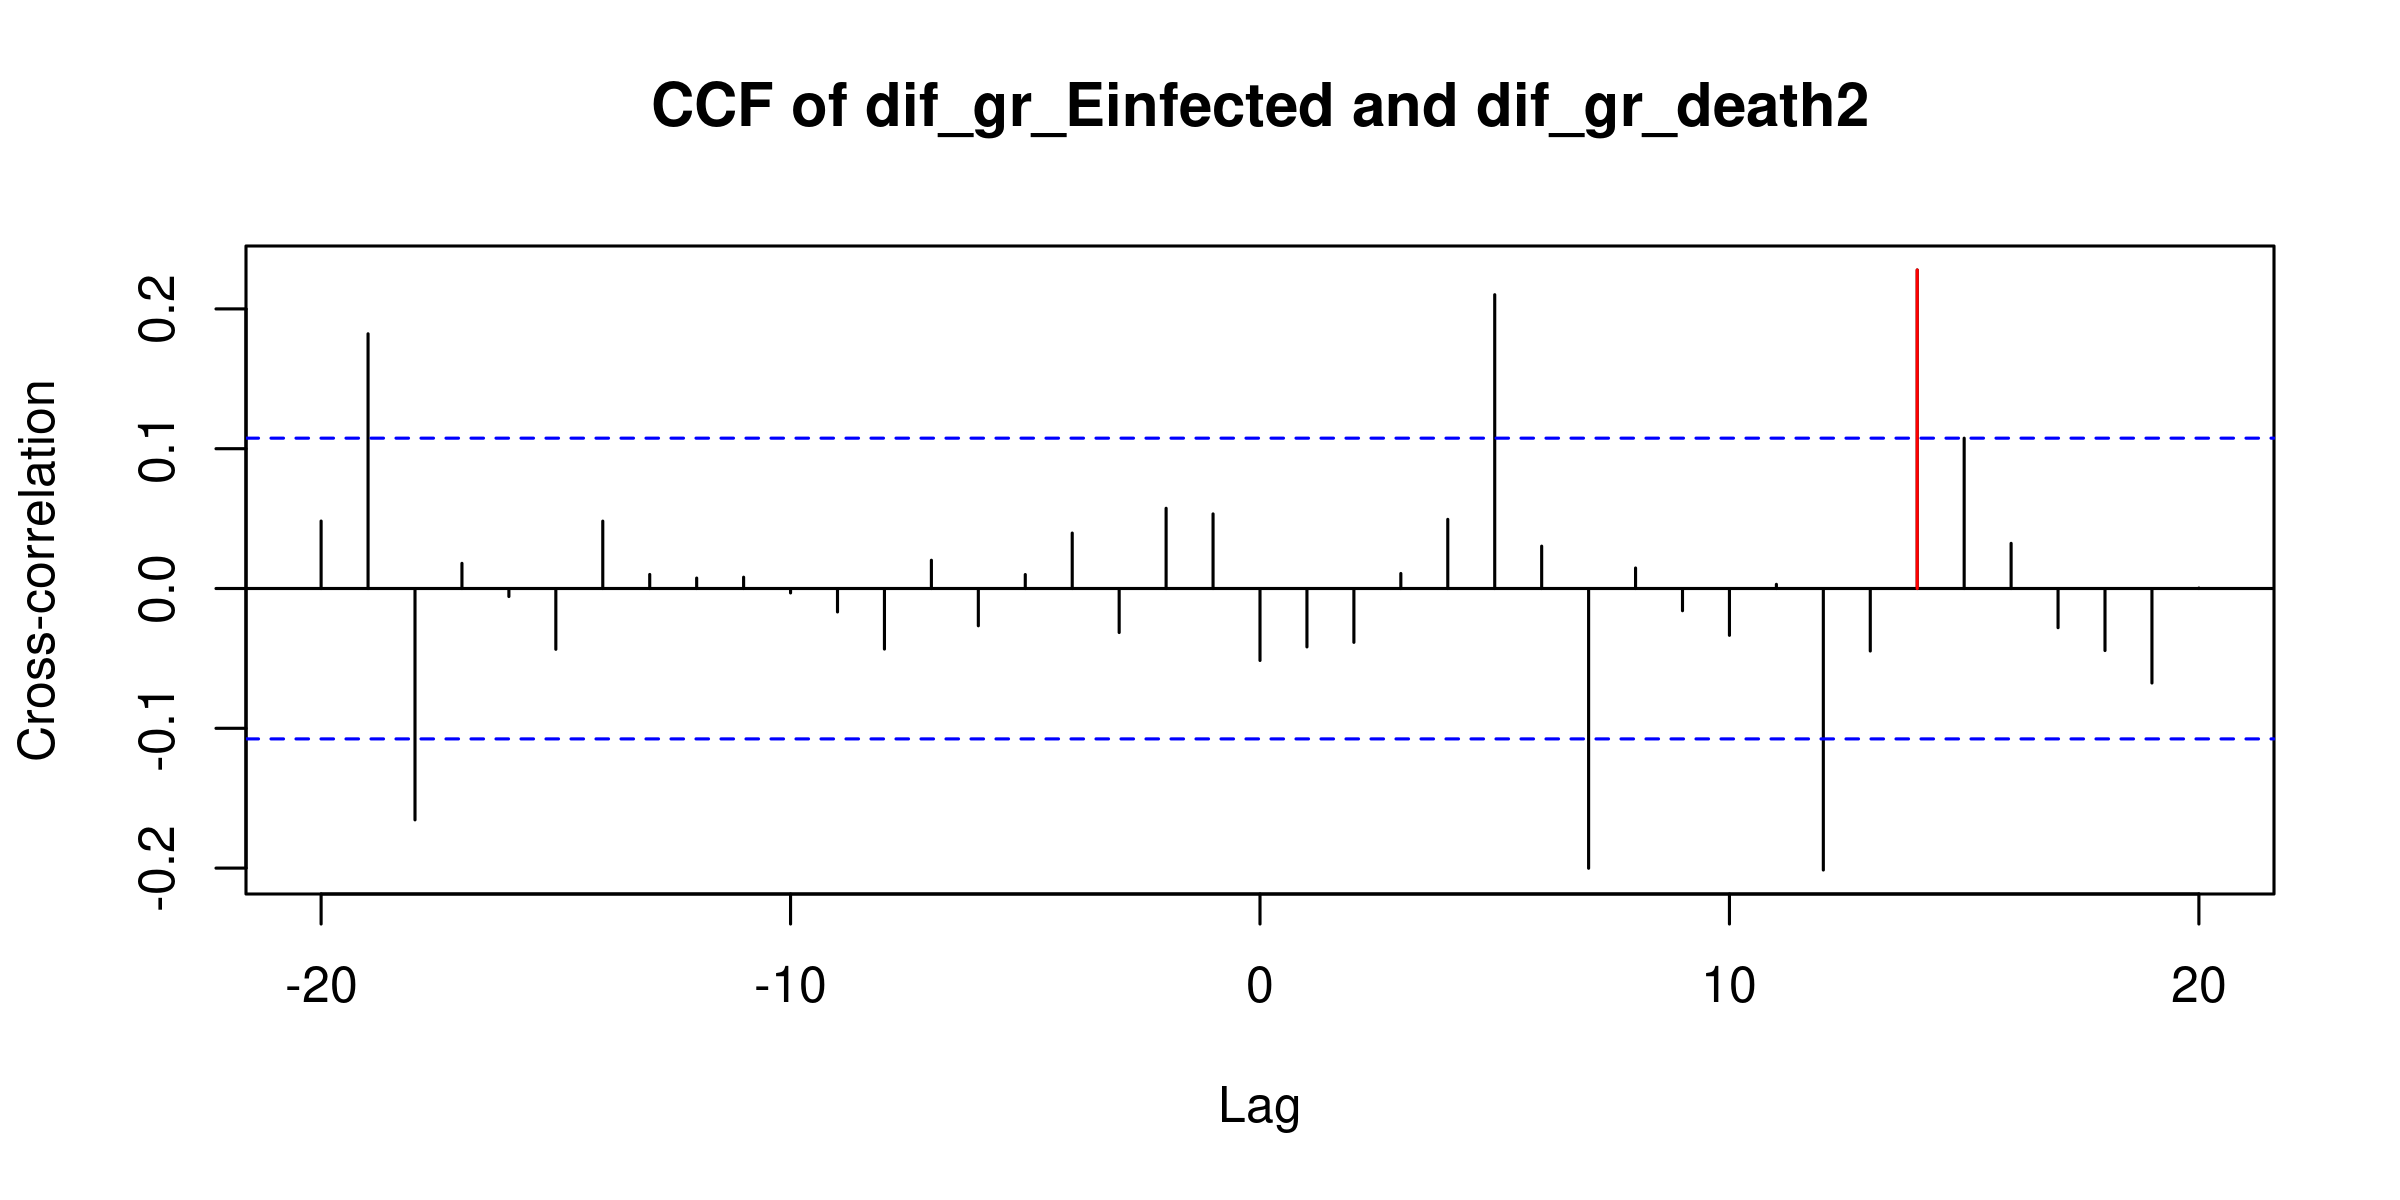 CCF of dif_gr_Einfected and dif_gr_death2
Cross-correlation
0.2
0.1
0.0
-0.1
-0.2
-20 -10 0 10 20
Lag